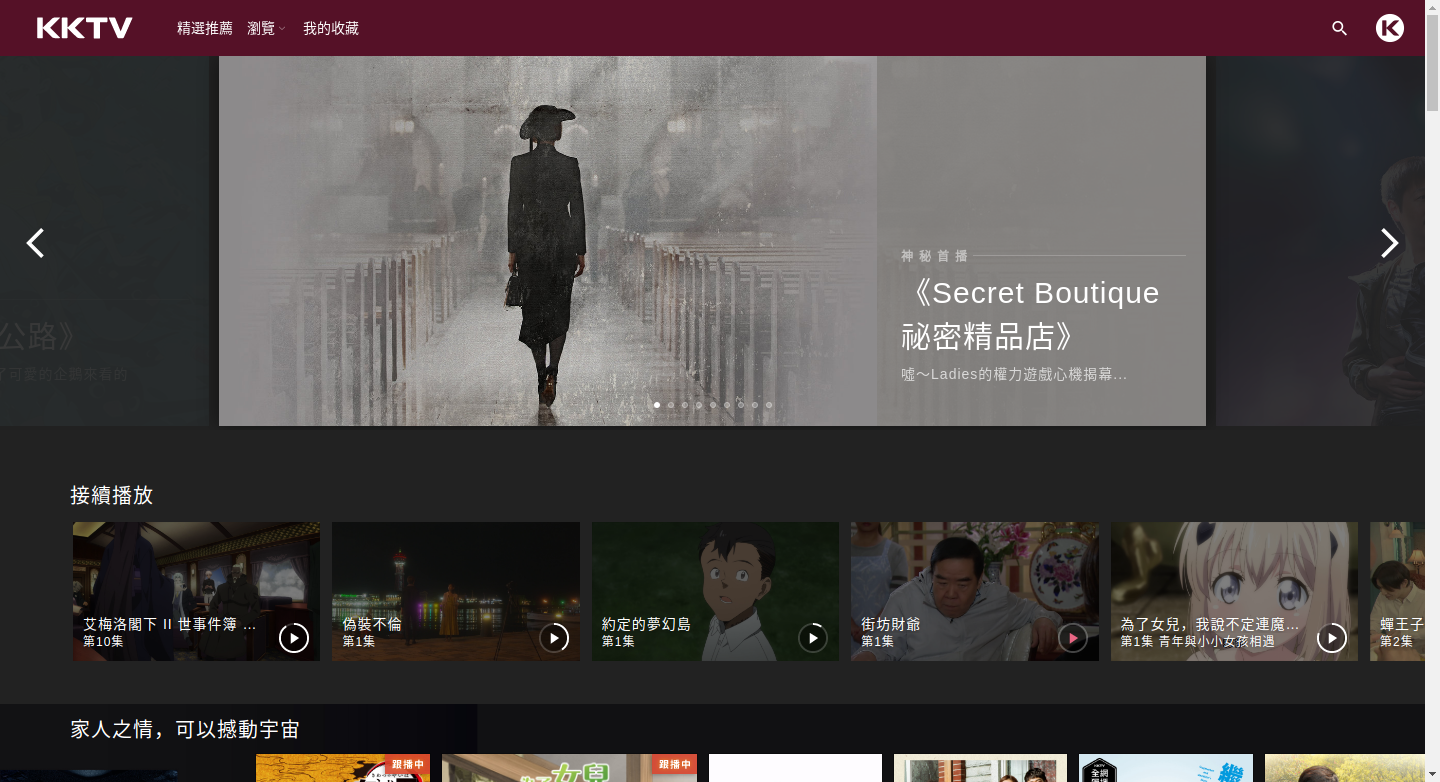 KKTV
精選推薦 瀏覽 我的收藏
公路》
了可愛的企鵝來看的
神秘首播
《Secret Boutique
祕密精品店》
噓～Ladies的權力遊戲心機揭幕...
接續播放
艾梅洛閣下 II 世事件簿 ...
第10集
偽裝不倫
第1集
約定的夢幻島
第1集
街坊財爺
第1集
為了女兒，我說不定連魔...
第1集 青年與小小女孩相遇
蟬王子
第2集
家人之情，可以撼動宇宙
跟播中
女兒
跟播中
KKTV
全網
繼